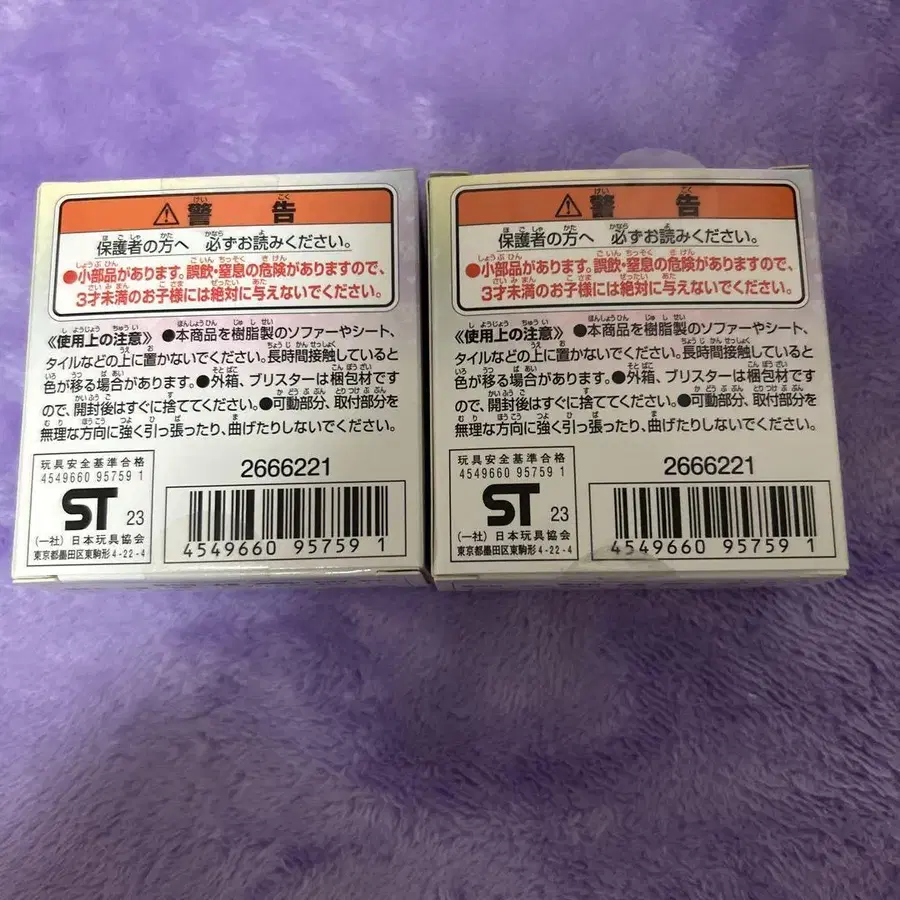 ⚠警告
保護者の方へ 必ずお読みください。
●小部品があります。誤飲・窒息の危険がありますので、
3才未満のお子様には絶対に与えないでください。
《使用上の注意》 ●本商品を樹脂製のソファーやシート、
タイルなどの上に置かないでください。長時間接触していると
色が移る場合があります。●外箱、ブリスターは梱包材です
ので、開封後はすぐに捨ててください。●可動部分、取付部分を
無理な方向に強く引っ張ったり、曲げたりしないでください。
玩具安全基準合格
4549660 95759 1
ST 23
(一社)日本玩具協会
東京都墨田区東駒形4-22-4
2666221
4549660 95759 1
⚠警告
保護者の方へ 必ずお読みください。
●小部品があります。誤飲・窒息の危険がありますので、
3才未満のお子様には絶対に与えないでください。
《使用上の注意》 ●本商品を樹脂製のソファーやシート、
タイルなどの上に置かないでください。長時間接触していると
色が移る場合があります。●外箱、ブリスターは梱包材です
ので、開封後はすぐに捨ててください。●可動部分、取付部分を
無理な方向に強く引っ張ったり、曲げたりしないでください。
玩具安全基準合格
4549660 95759 1
ST 23
(一社)日本玩具協会
東京都墨田区東駒形4-22-4
2666221
4549660 95759 1